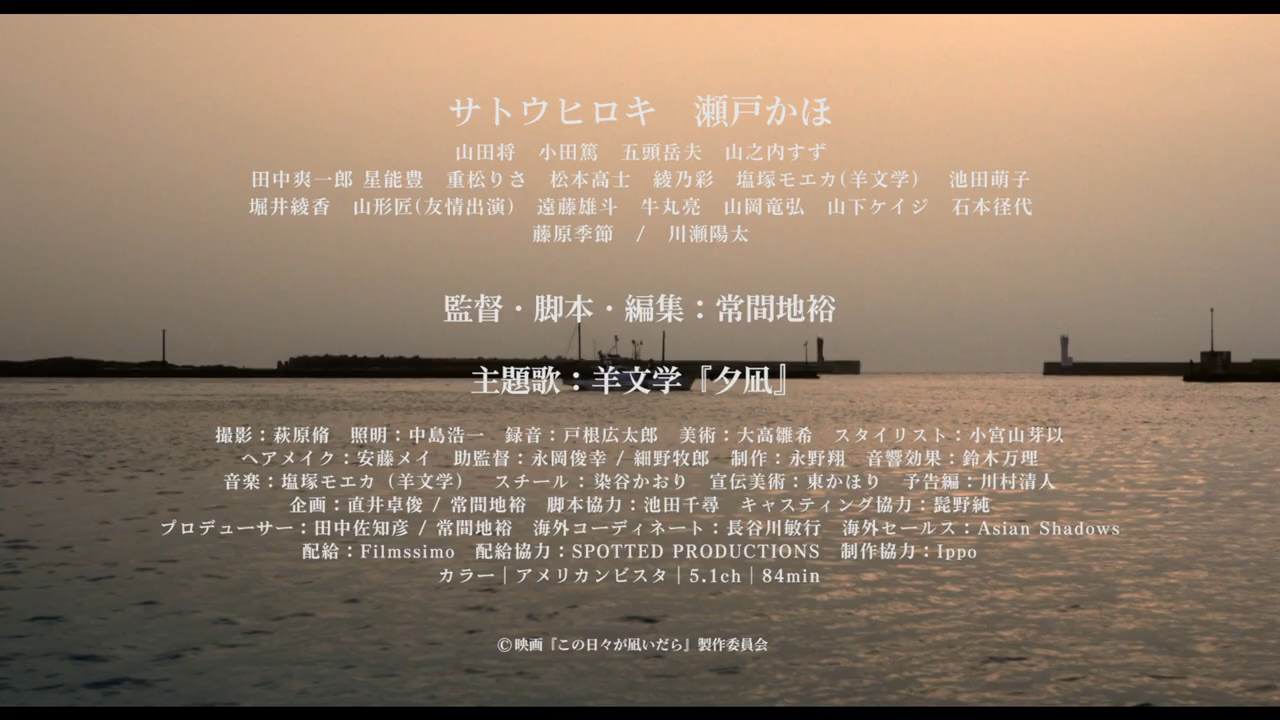 サトウヒロキ　瀬戸かほ
山田将　小田篤　五頭岳夫　山之内すず
田中爽一郎 星能豊　重松りさ　松本高士　綾乃彩　塩塚モエカ(羊文学)　池田萌子
堀井綾香　山形匠(友情出演)　遠藤雄斗　牛丸亮　山岡竜弘　山下ケイジ　石本径代
藤原季節　/　川瀬陽太
監督・脚本・編集：常間地裕
主題歌：羊文学『夕凪』
撮影：萩原脩　照明：中島浩一　録音：戸根広太郎　美術：大高雛希　スタイリスト：小宮山芽以
ヘアメイク：安藤メイ　助監督：永岡俊幸 / 細野牧郎　制作：永野翔　音響効果：鈴木万理
音楽：塩塚モエカ（羊文学）　スチール：染谷かおり　宣伝美術：東かほり　予告編：川村清人
企画：直井卓俊 / 常間地裕　脚本協力：池田千尋　キャスティング協力：髭野純
プロデューサー：田中佐知彦 / 常間地裕　海外コーディネート：長谷川敏行　海外セールス：Asian Shadows
配給：Filmssimo　配給協力：SPOTTED PRODUCTIONS　制作協力：Ippo
カラー｜アメリカンビスタ｜5.1ch｜84min
©映画『この日々が凪いだら』製作委員会